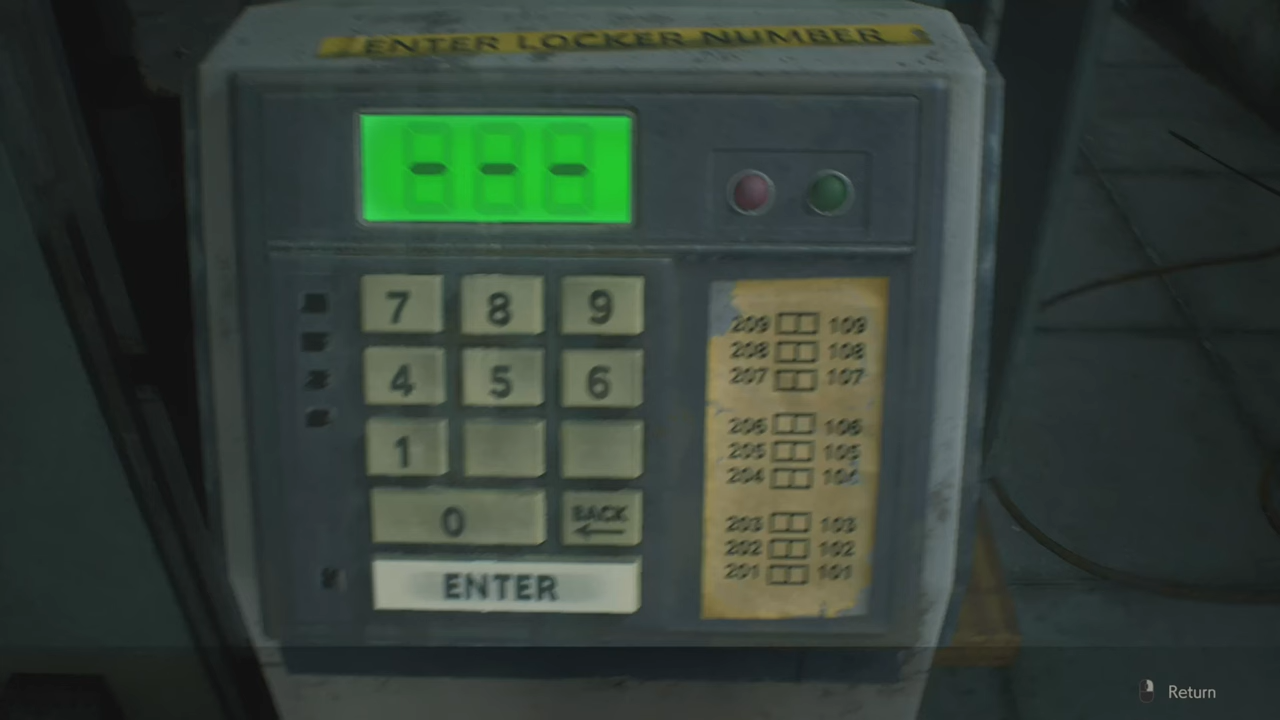 ENTER LOCKER NUMBER
- - -
7 8 9
4 5 6
1
0 BACK
ENTER
209 109
208 108
207 107
206 106
205 105
204 104
203 103
202 102
201 101
Return